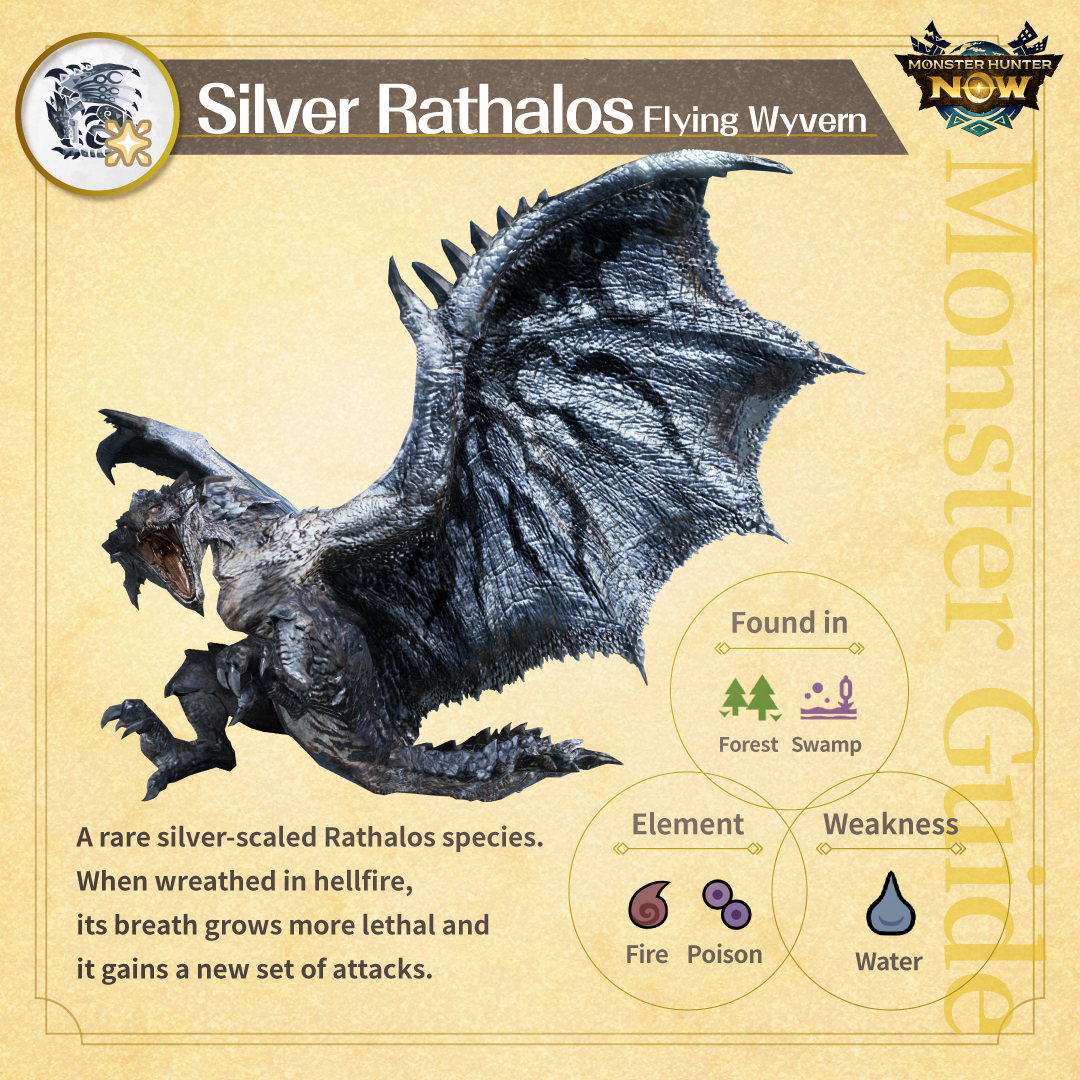 Silver Rathalos Flying Wyvern
MONSTER HUNTER
NOW
Monster Guide
Found in
Forest Swamp
Element
Fire Poison
Weakness
Water
A rare silver-scaled Rathalos species.
When wreathed in hellfire,
its breath grows more lethal and
it gains a new set of attacks.